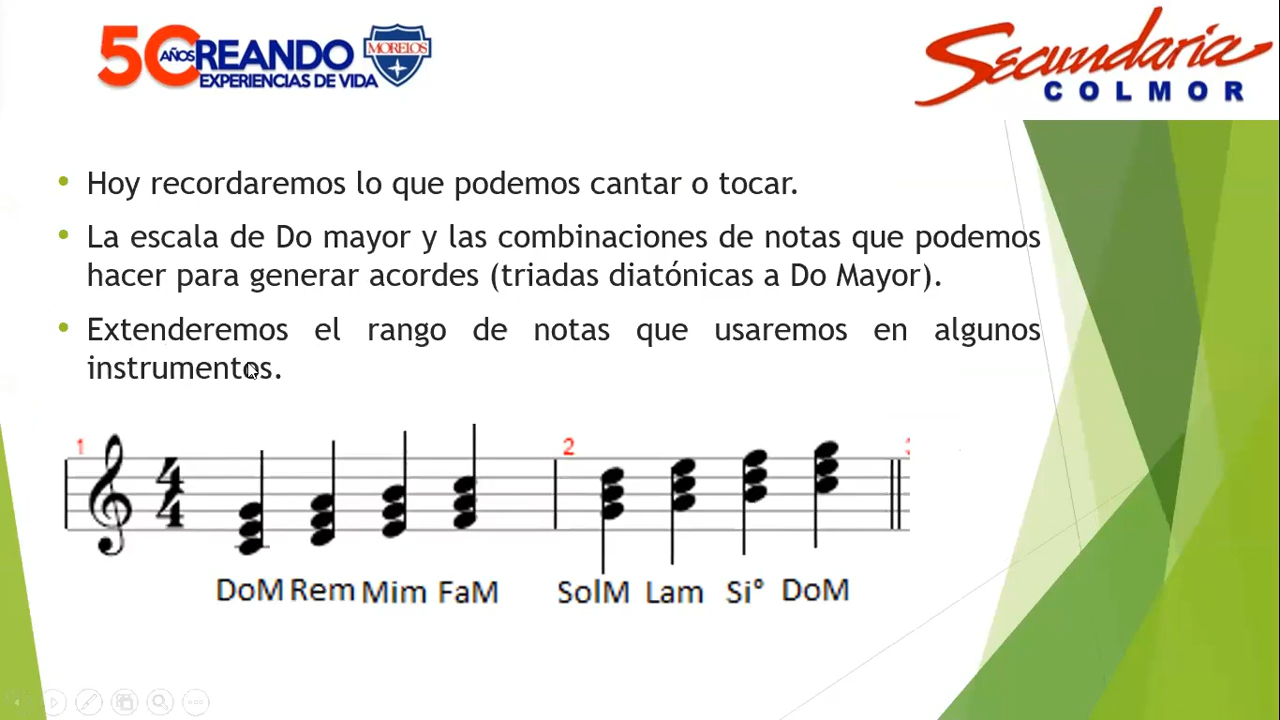 50 AÑOS CREANDO
EXPERIENCIAS DE VIDA
MORELOS
Secundaria
COLMOR
• Hoy recordaremos lo que podemos cantar o tocar.
• La escala de Do mayor y las combinaciones de notas que podemos
hacer para generar acordes (triadas diatónicas a Do Mayor).
• Extenderemos el rango de notas que usaremos en algunos
instrumentos.
1 2
4
4
DoM Rem Mim FaM SolM Lam Si° DoM